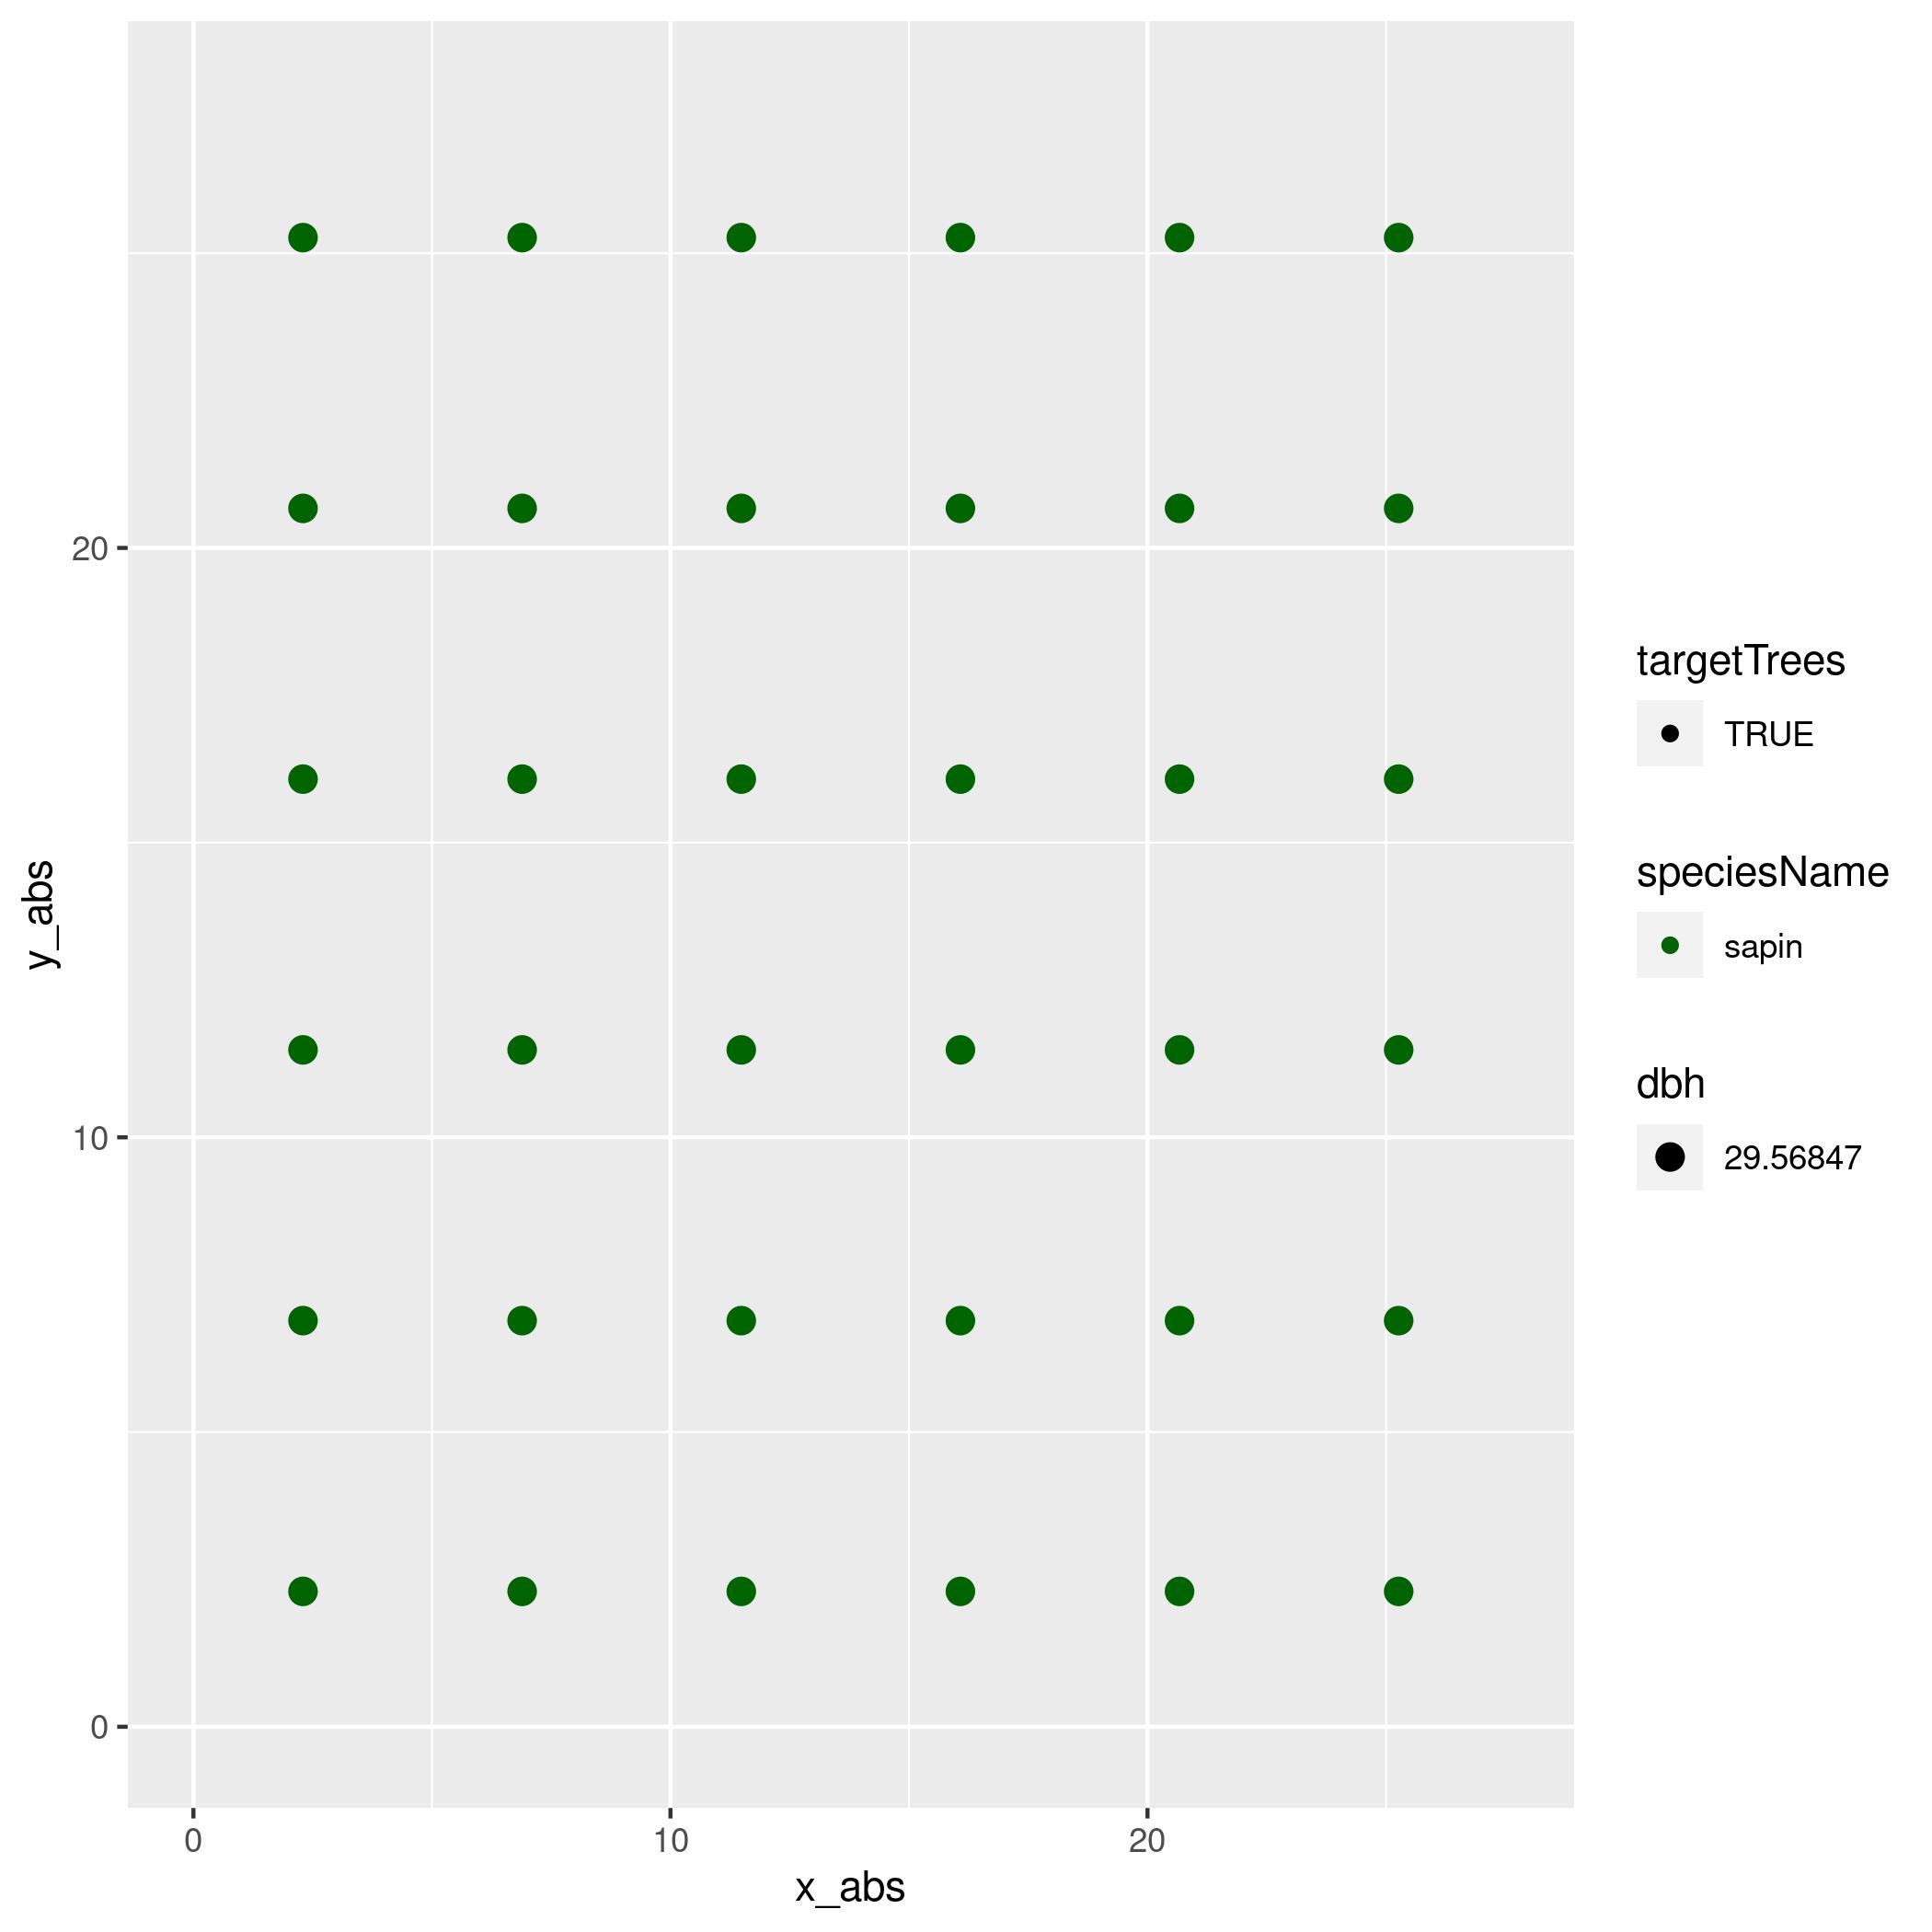 y_abs
20
10
0
0 10 20
x_abs
targetTrees
TRUE
speciesName
sapin
dbh
29.56847